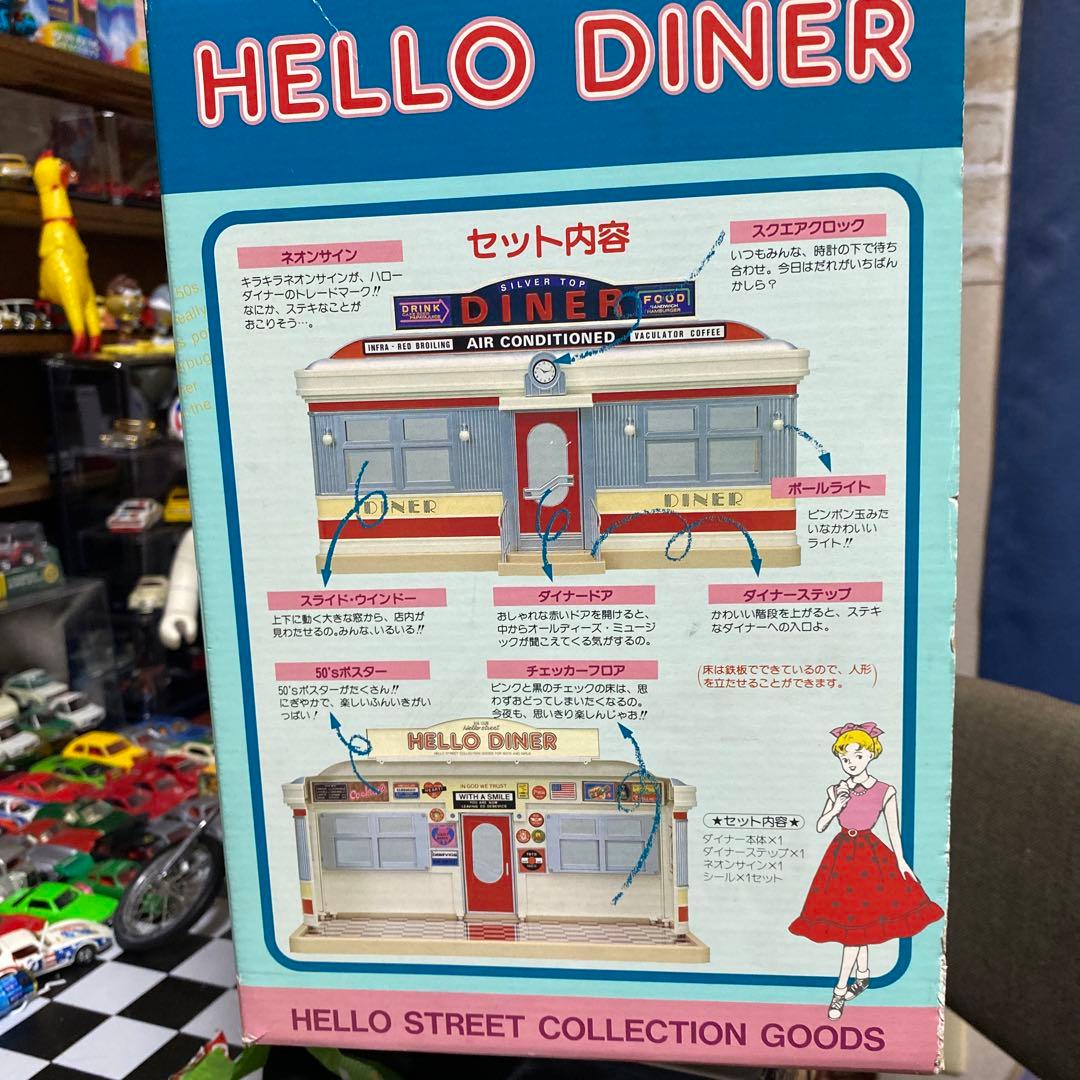 HELLO DINER
セット内容
ネオンサイン
キラキラネオンサインが、ハロー
ダイナーのトレードマーク!!
なにか、ステキなことが
おこりそう…。
スクエアクロック
いつもみんな、時計の下で待ち
合わせ。今日はだれがいちばん
かしら?
SILVER TOP
DINER
DRINK
FOOD
SANDWICH
HAMBURGER
INFRA-RED BROILING
AIR CONDITIONED
VACULATOR COFFEE
DINER
DINER
ボールライト
ピンポン玉みた
いなかわいい
ライト!!
スライド・ウインドー
上下に動く大きな窓から、店内が
見わたせるの。みんな、いるいる!!
ダイナードア
おしゃれな赤いドアを開けると、
中からオールディーズ・ミュージ
ックが聞こえてくる気がするの。
ダイナーステップ
かわいい階段を上がると、ステキ
なダイナーへの入口よ。
50'sポスター
50'sポスターがたくさん!!
にぎやかで、楽しいふんいきがい
っぱい!
チェッカーフロア
ピンクと黒のチェックの床は、思
わずおどってしまいたくなるの。
今夜も、思いきり楽しんじゃお!!
(床は鉄板でできているので、人形
を立たせることができます。)
Hello street
HELLO DINER
IN GOD WE TRUST
WITH A SMILE
★セット内容★
ダイナー本体×1
ダイナーステップ×1
ネオンサイン×1
シール×1セット
HELLO STREET COLLECTION GOODS
50s
the